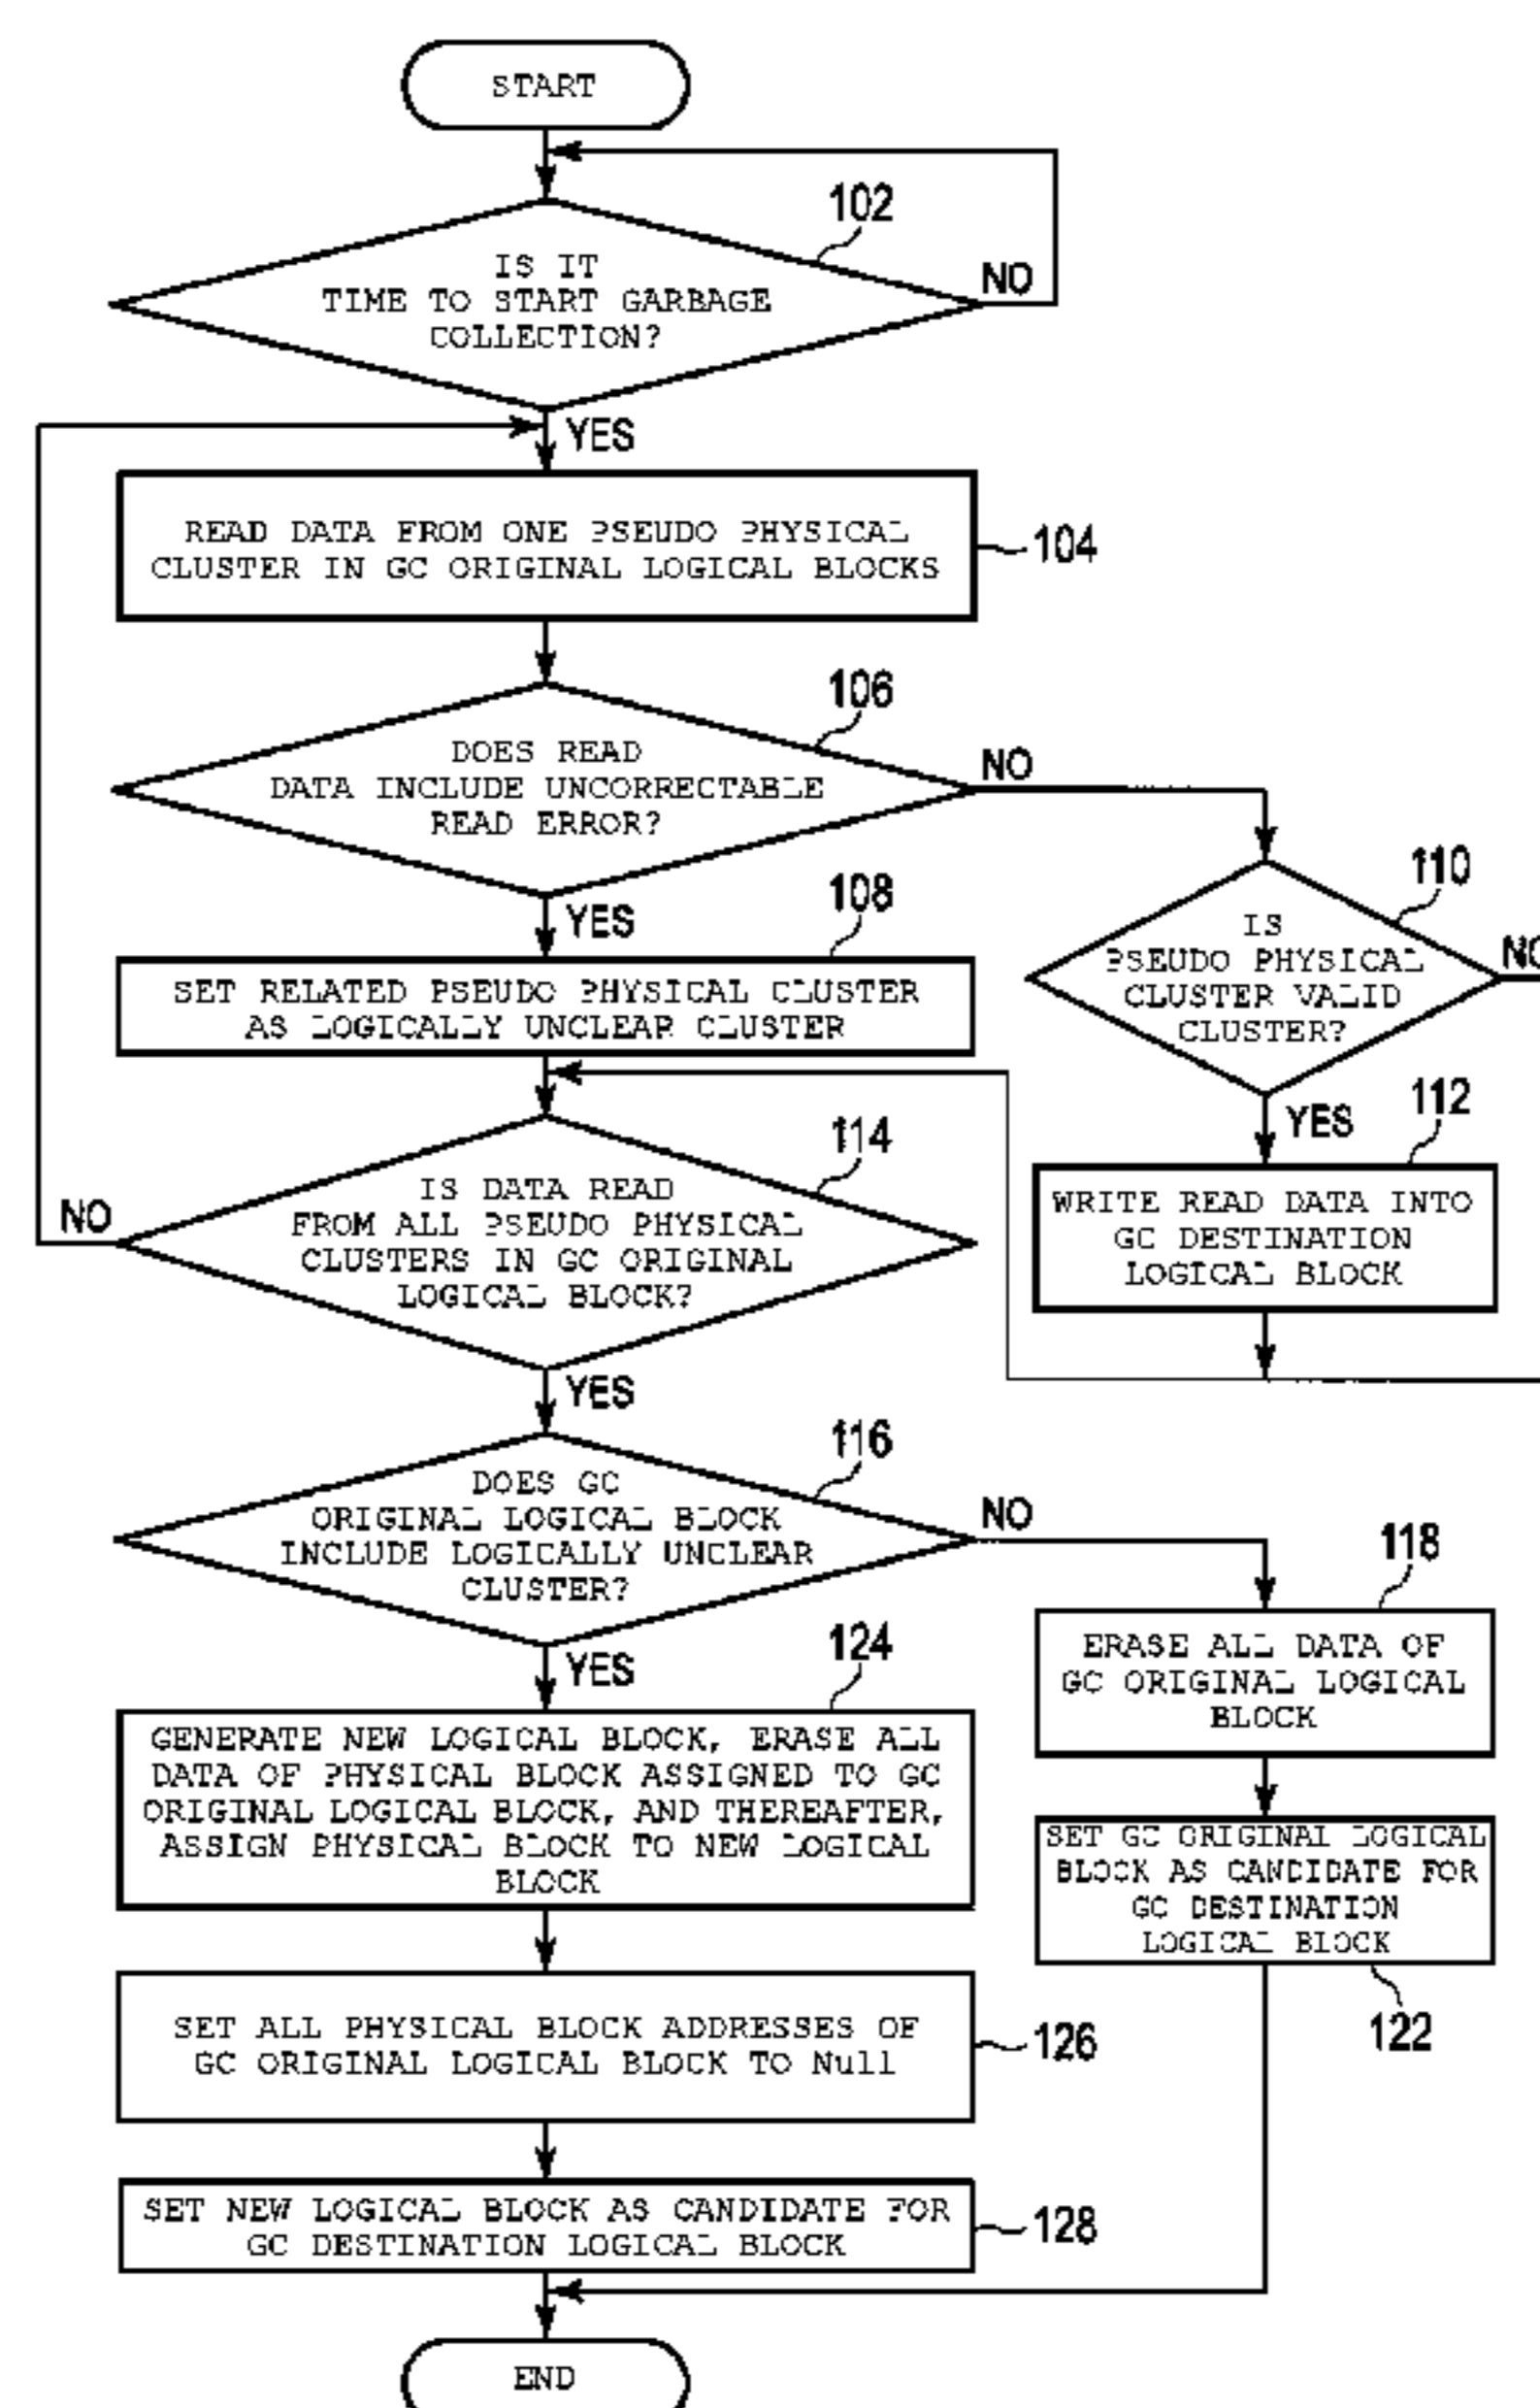 START
102
IS IT
TIME TO START GARBAGE
COLLECTION?
NO
YES
READ DATA FROM ONE PSEUDO PHYSICAL
CLUSTER IN GC ORIGINAL LOGICAL BLOCKS
104
106
DOES READ
DATA INCLUDE UNCORRECTABLE
READ ERROR?
NO
YES
108
SET RELATED PSEUDO PHYSICAL CLUSTER
AS LOGICALLY UNCLEAR CLUSTER
110
IS
PSEUDO PHYSICAL
CLUSTER VALID
CLUSTER?
NO
YES
112
WRITE READ DATA INTO
GC DESTINATION
LOGICAL BLOCK
114
IS DATA READ
FROM ALL PSEUDO PHYSICAL
CLUSTERS IN GC ORIGINAL
LOGICAL BLOCK?
NO
YES
116
DOES GC
ORIGINAL LOGICAL BLOCK
INCLUDE LOGICALLY UNCLEAR
CLUSTER?
NO
YES
118
ERASE ALL DATA OF
GC ORIGINAL LOGICAL
BLOCK
SET GC ORIGINAL LOGICAL
BLOCK AS CANDIDATE FOR
GC DESTINATION
LOGICAL BLOCK
122
124
GENERATE NEW LOGICAL BLOCK, ERASE ALL
DATA OF PHYSICAL BLOCK ASSIGNED TO GC
ORIGINAL LOGICAL BLOCK, AND THEREAFTER,
ASSIGN PHYSICAL BLOCK TO NEW LOGICAL
BLOCK
SET ALL PHYSICAL BLOCK ADDRESSES OF
GC ORIGINAL LOGICAL BLOCK TO Null
126
SET NEW LOGICAL BLOCK AS CANDIDATE FOR
GC DESTINATION LOGICAL BLOCK
128
END